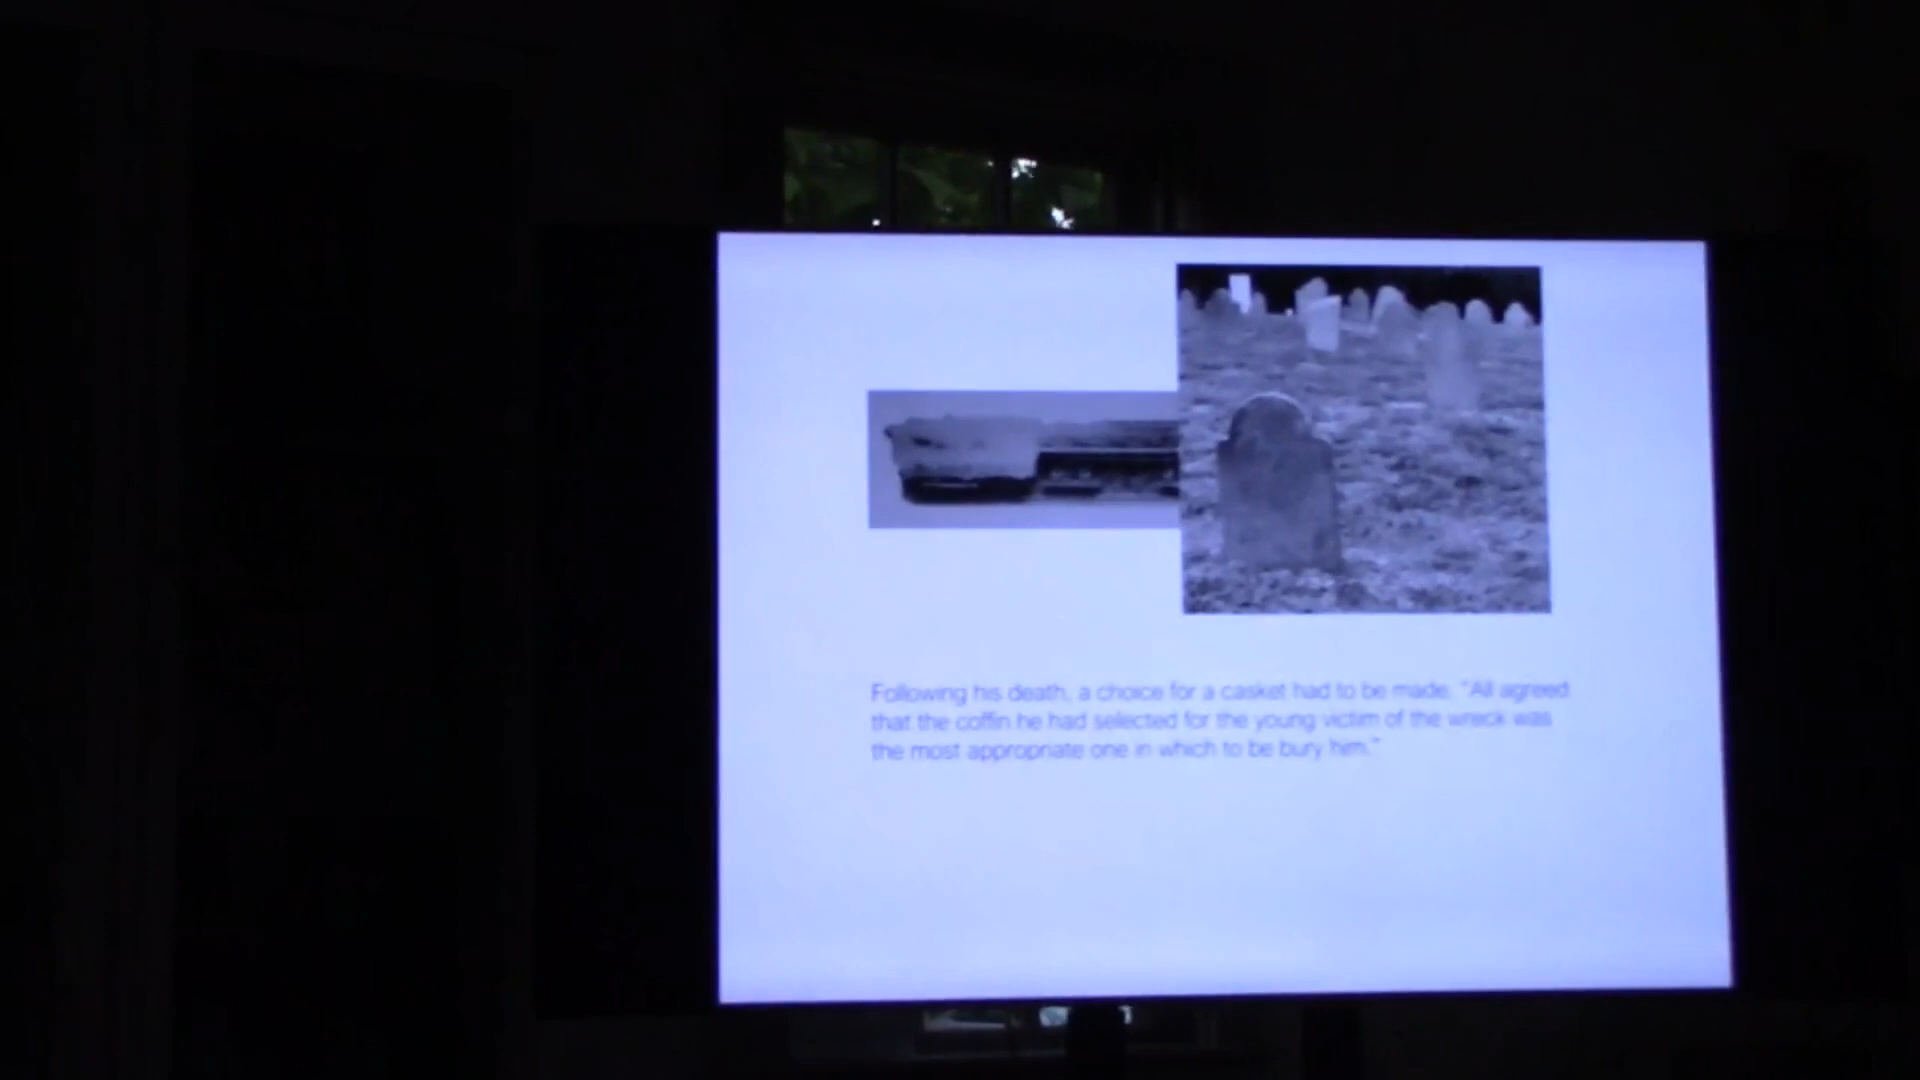 Following his death, a choice for a casket had to be made. "All agreed
that the coffin he had selected for the young victim of the wreck was
the most appropriate one in which to be bury him."